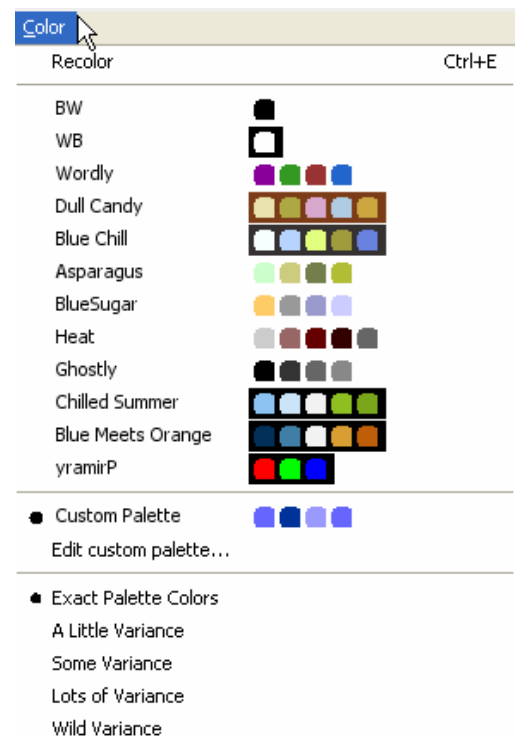 Color
Recolor Ctrl+E
BW
WB
Wordly
Dull Candy
Blue Chill
Asparagus
BlueSugar
Heat
Ghostly
Chilled Summer
Blue Meets Orange
yramirP
Custom Palette
Edit custom palette...
Exact Palette Colors
A Little Variance
Some Variance
Lots of Variance
Wild Variance